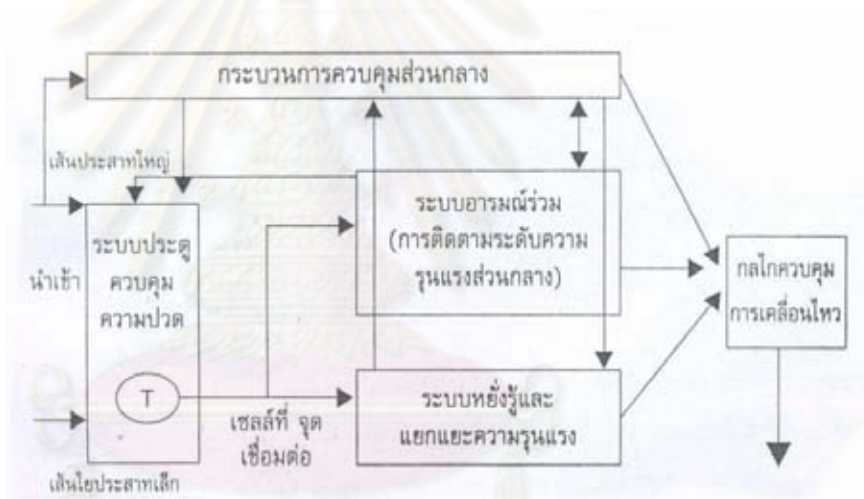 กระบวนการควบคุมส่วนกลาง
เส้นประสาทใหญ่
ระบบประตู
ควบคุม
ความปวด
นำเข้า
T
เส้นใยประสาทเล็ก
เซลล์ที่ จุด
เชื่อมต่อ
ระบบอารมณ์ร่วม
(การติดตามระดับความ
รุนแรงส่วนกลาง)
ระบบหยั่งรู้และ
แยกแยะความรุนแรง
กลไกควบคุม
การเคลื่อนไหว